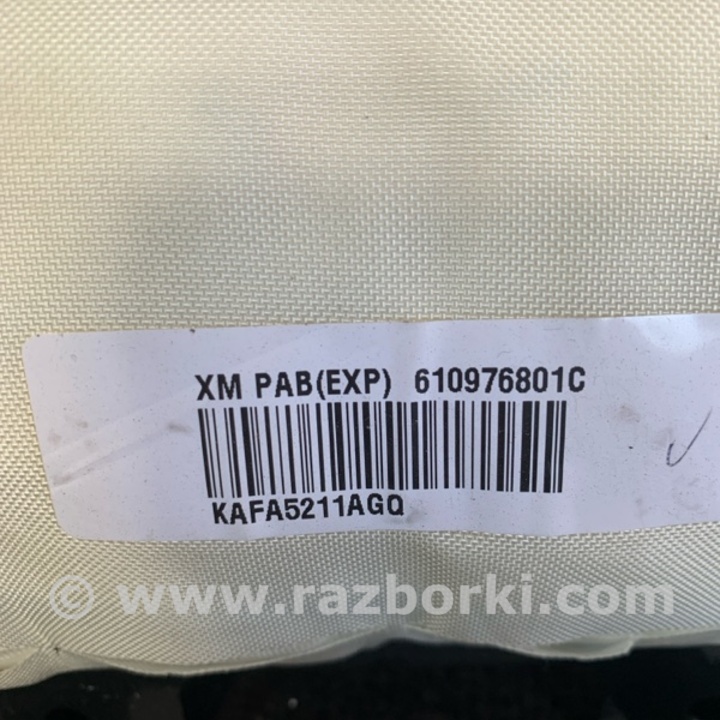 XM PAB(EXP) 610976801C
KAFA5211AGQ
© www.razborki.com